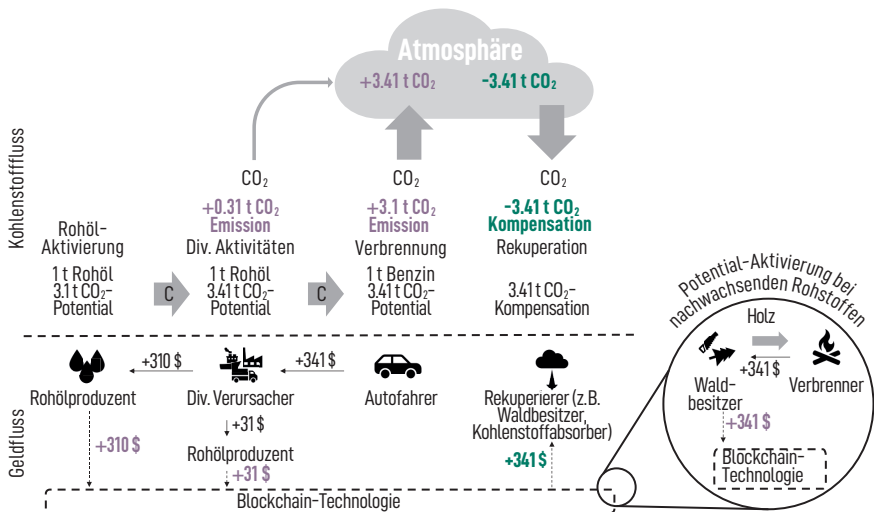 Atmosphäre
+3.41 t CO₂
-3.41 t CO₂
Kohlenstofffluss
CO₂
CO₂
CO₂
Rohöl-
Aktivierung
1 t Rohöl
3.1 t CO₂-
Potential
C
+0.31 t CO₂
Emission
Div. Aktivitäten
1 t Rohöl
3.41 t CO₂-
Potential
C
+3.1 t CO₂
Emission
Verbrennung
1 t Benzin
3.41 t CO₂-
Potential
-3.41 t CO₂
Kompensation
Rekuperation
3.41 t CO₂-
Kompensation
Geldfluss
+310 $
+341 $
Rohölproduzent
Div. Verursacher
Autofahrer
Rekuperierer (z.B.
Waldbesitzer,
Kohlenstoffabsorber)
+310 $
+31 $
Rohölproduzent
+31 $
+341 $
Blockchain-Technologie
Potential-Aktivierung bei
nachwachsenden Rohstoffen
Holz
+341 $
Wald-
besitzer
Verbrenner
+341 $
Blockchain-
Technologie